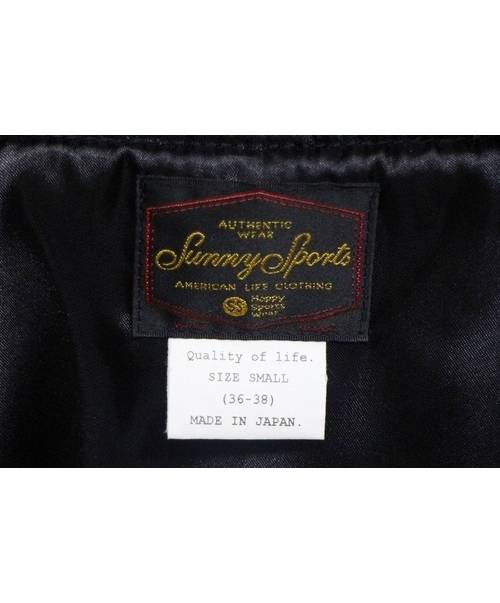 AUTHENTIC
WEAR
Sunny Sports
AMERICAN LIFE CLOTHING
SS Happy
Sports
Wear
Quality of life.
SIZE SMALL
(36-38)
MADE IN JAPAN.